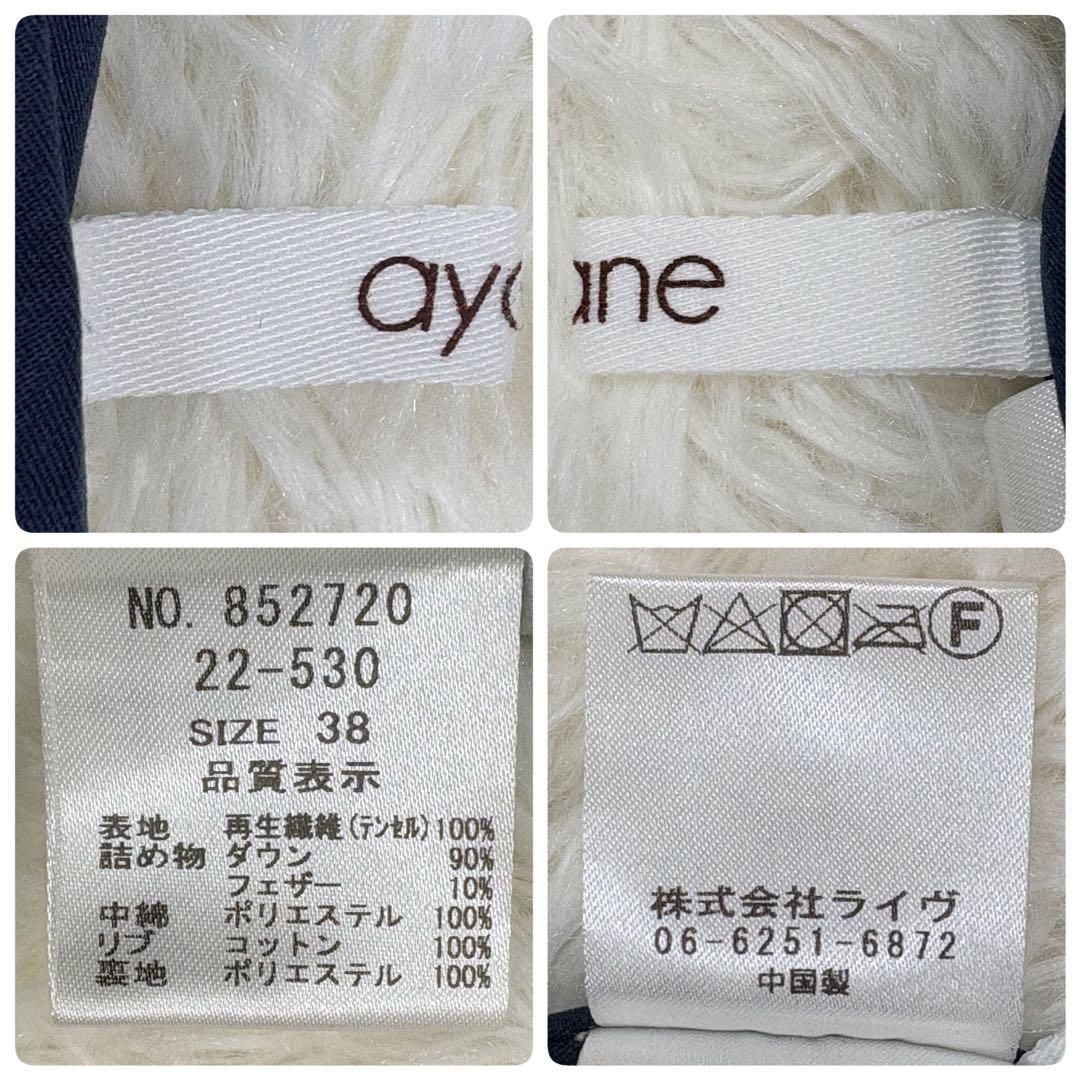 ay
ane
NO. 852720
22-530
SIZE 38
品質表示
表地 再生繊維(テンセル)100%
詰め物 ダウン 90%
フェザー 10%
中綿 ポリエステル 100%
リブ コットン 100%
裏地 ポリエステル 100%
F
株式会社ライヴ
06-6251-6872
中国製